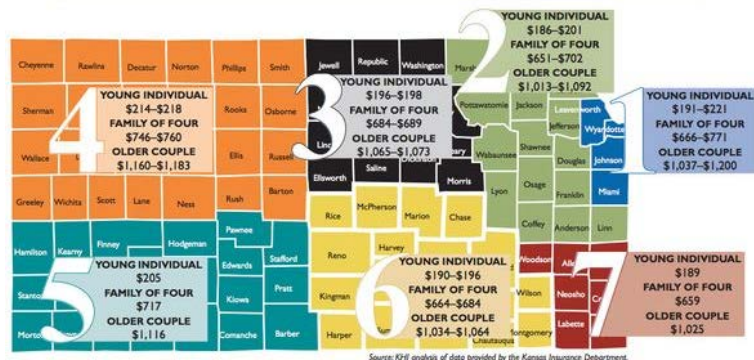 2
YOUNG INDIVIDUAL
$186–$201
FAMILY OF FOUR
$651–$702
OLDER COUPLE
$1,013–$1,092
Cheyenne Rawlins Decatur Norton Phillips Smith Jewell Republic Washington Marsh
3
YOUNG INDIVIDUAL
$196–$198
FAMILY OF FOUR
$684–$689
OLDER COUPLE
$1,065–$1,073
4
YOUNG INDIVIDUAL
$214–$218
FAMILY OF FOUR
$746–$760
OLDER COUPLE
$1,160–$1,183
1
YOUNG INDIVIDUAL
$191–$221
FAMILY OF FOUR
$666–$771
OLDER COUPLE
$1,037–$1,200
Sherman Rooks Osborne Pottawatomie Jackson Leavenworth
Jefferson Wyandotte
Wallace Ellis Russell Saline Wabaunsee Shawnee Douglas Johnson
Ellsworth Morris Lyon Osage Franklin Miami
Greeley Wichita Scott Lane Ness Rush Barton
Rice McPherson Marion Chase Coffey Anderson Linn
Hamilton Kearny Finney Hodgeman Pawnee
Edwards Stafford Reno Harvey Woodson
5
YOUNG INDIVIDUAL
$205
FAMILY OF FOUR
$717
OLDER COUPLE
$1,116
6
YOUNG INDIVIDUAL
$190–$196
FAMILY OF FOUR
$664–$684
OLDER COUPLE
$1,034–$1,064
7
YOUNG INDIVIDUAL
$189
FAMILY OF FOUR
$659
OLDER COUPLE
$1,025
Kiowa Pratt Kingman Wilson Neosho
Comanche Barber Harper Chautauqua Labette
Source: KHI analysis of data provided by the Kansas Insurance Department.